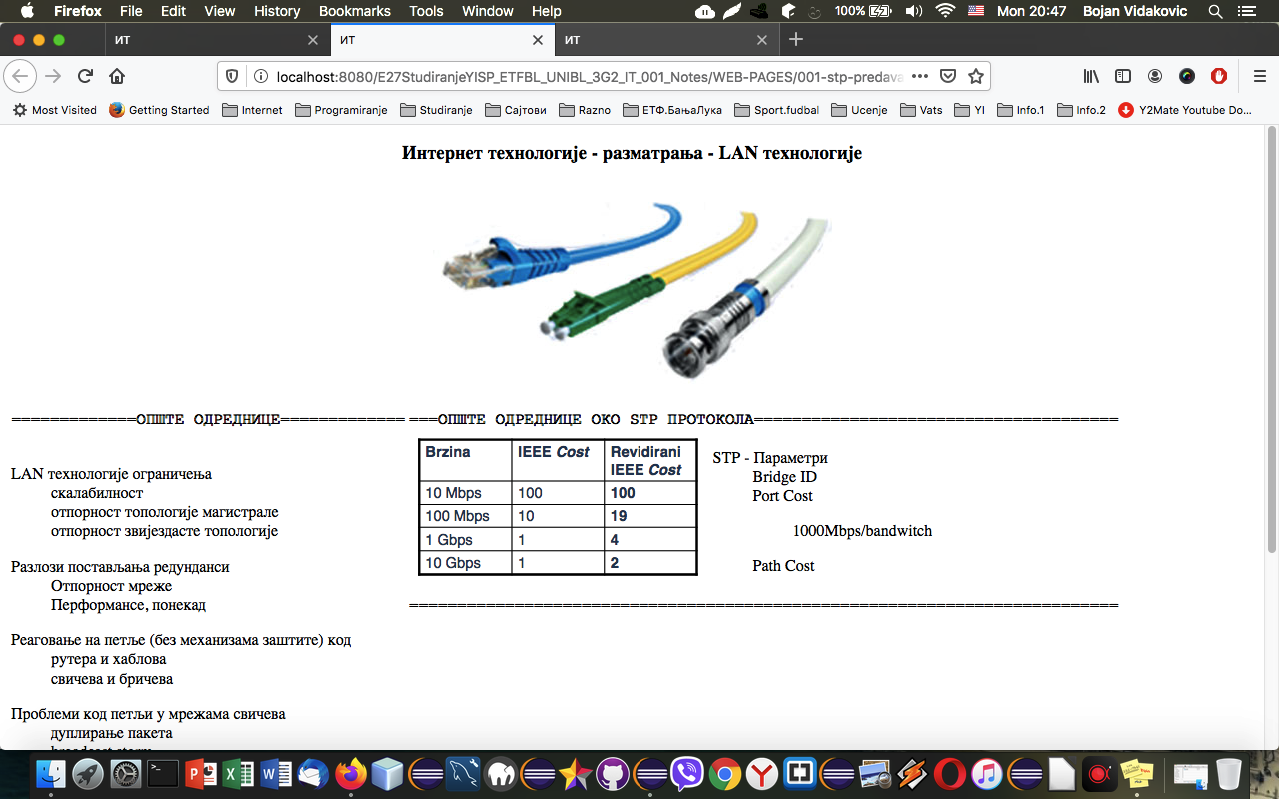 Firefox File Edit View History Bookmarks Tools Window Help 100% Mon 20:47 Bojan Vidakovic
ИТ ИТ ИТ
localhost:8080/E27StudiranjeYISP_ETFBL_UNIBL_3G2_IT_001_Notes/WEB-PAGES/001-stp-predava
Most Visited Getting Started Internet Programiranje Studiranje Сајтови Razno ЕТФ.БањаЛука Sport.fudbal Ucenje Vats YI Info.1 Info.2 Y2Mate Youtube Do...
Интернет технологије - разматрања - LAN технологије
=============ОПШТЕ ОДРЕДНИЦЕ=============
===ОПШТЕ ОДРЕДНИЦЕ ОКО STP ПРОТОКОЛА======================================
LAN технологије ограничења
скалабилност
отпорност топологије магистрале
отпорност звијездасте топологије
Разлози постављања редунданси
Отпорност мреже
Перформансе, понекад
Реаговање на петље (без механизама заштите) код
рутера и хаблова
свичева и бричева
Проблеми код петљи у мрежама свичева
дуплирање пакета
broadcast storm
Brzina IEEE Cost Revidirani IEEE Cost
10 Mbps 100 100
100 Mbps 10 19
1 Gbps 1 4
10 Gbps 1 2
STP - Параметри
Bridge ID
Port Cost
1000Mbps/bandwitch
Path Cost
==========================================================================